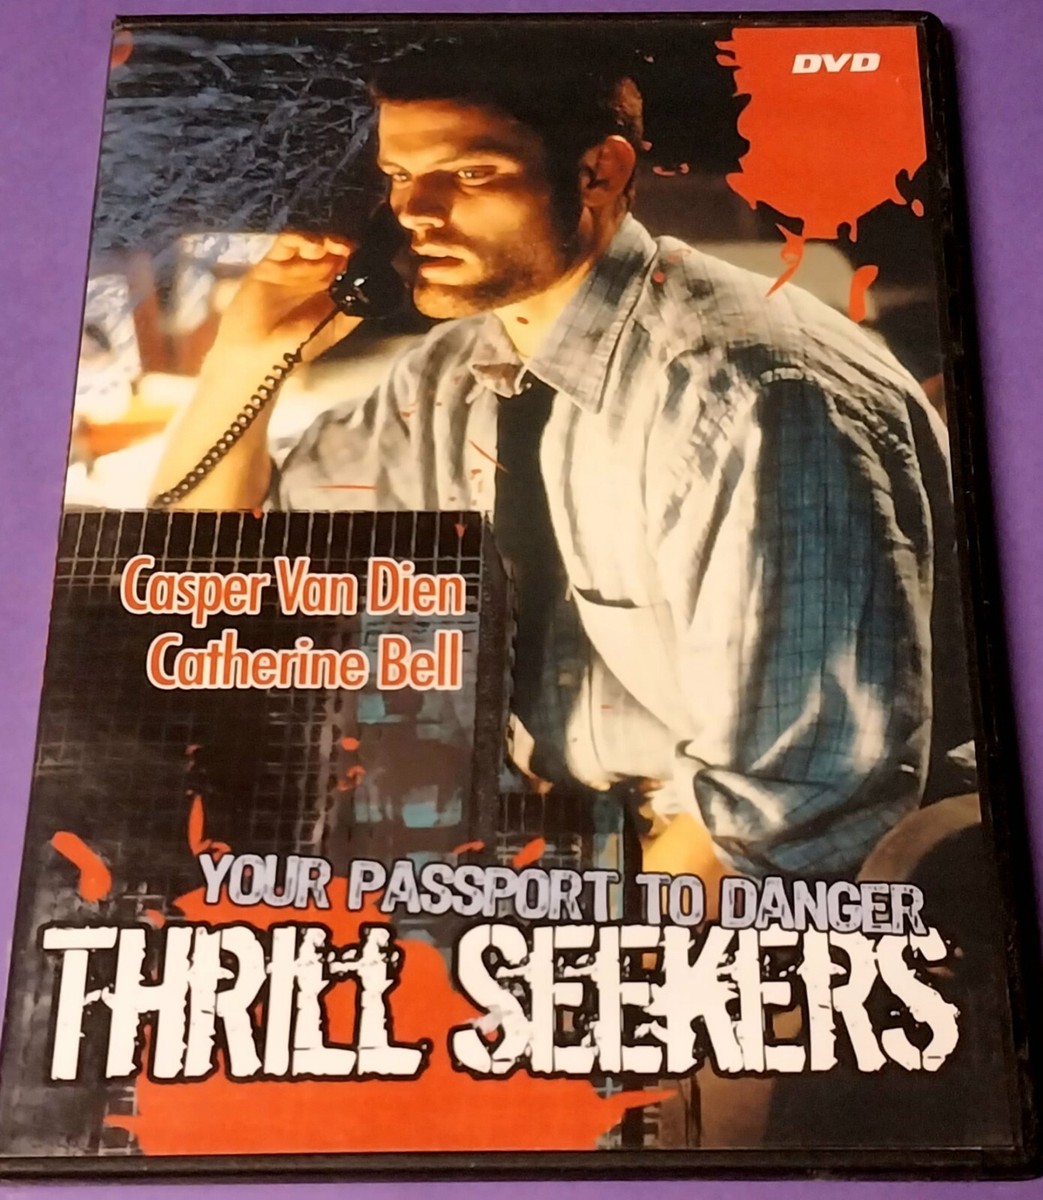 DVD
Casper Van Dien
Catherine Bell
YOUR PASSPORT TO DANGER
THRILL SEEKERS